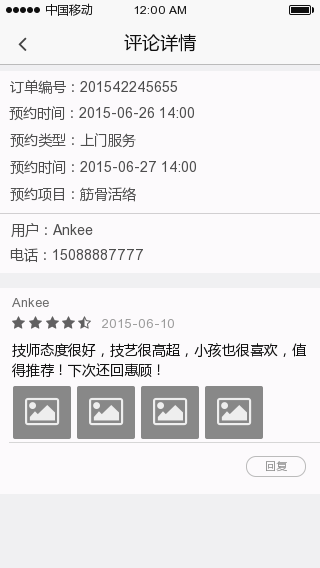 中国移动 12:00 AM
评论详情
订单编号：201542245655
预约时间：2015-06-26 14:00
预约类型：上门服务
预约时间：2015-06-27 14:00
预约项目：筋骨活络
用户：Ankee
电话：15088887777
Ankee
2015-06-10
技师态度很好，技艺很高超，小孩也很喜欢，值
得推荐！下次还回惠顾！
回复